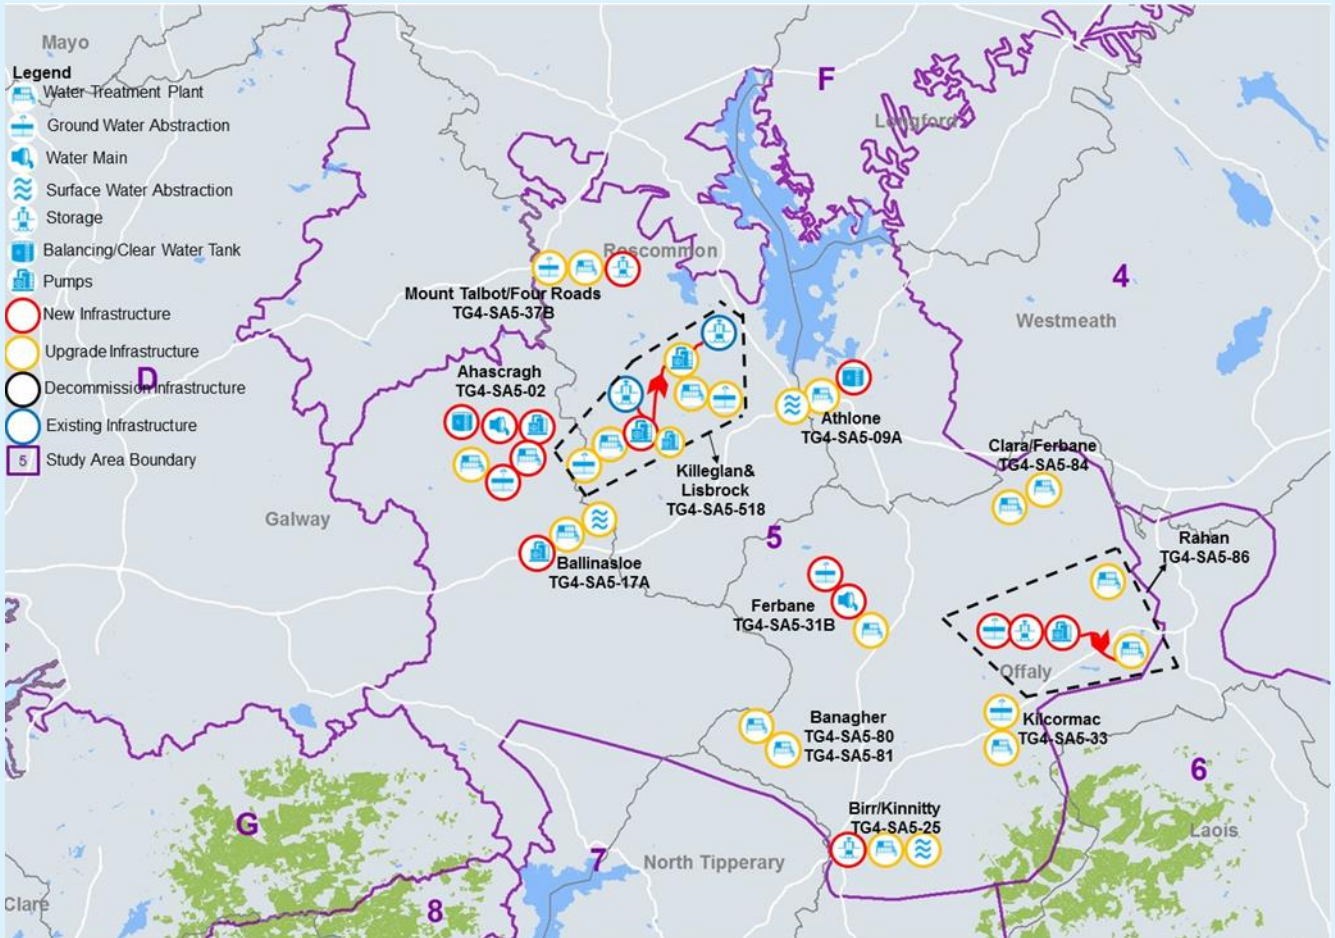 Mayo
Legend
Water Treatment Plant
Ground Water Abstraction
Water Main
Surface Water Abstraction
Storage
Balancing/Clear Water Tank
Pumps
New Infrastructure
Upgrade Infrastructure
Decommission Infrastructure
Existing Infrastructure
5 Study Area Boundary
D
F
Longford
4
Westmeath
Roscommon
Mount Talbot/Four Roads
TG4-SA5-37B
Ahascragh
TG4-SA5-02
Athlone
TG4-SA5-09A
Killeglan&
Lisbrock
TG4-SA5-518
Clara/Ferbane
TG4-SA5-84
Galway
Ballinasloe
TG4-SA5-17A
5
Rahan
TG4-SA5-86
Ferbane
TG4-SA5-31B
Offaly
Banagher
TG4-SA5-80
TG4-SA5-81
Kilcormac
TG4-SA5-33
6
Laois
Birr/Kinnitty
TG4-SA5-25
G
7
North Tipperary
8
Clare